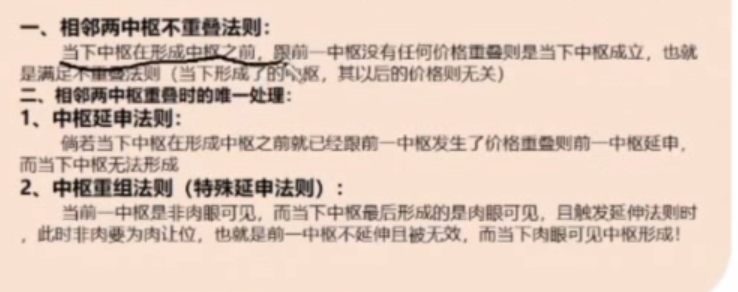 一、相邻两中枢不重叠法则：
当下中枢在形成中枢之前，跟前一中枢没有任何价格重叠则是当下中枢成立，也就
是满足不重叠法则（当下形成了的中枢，其以后的价格则无关）
二、相邻两中枢重叠时的唯一处理：
1、中枢延申法则：
倘若当下中枢在形成中枢之前就已经跟前一中枢发生了价格重叠则前一中枢延申，
而当下中枢无法形成
2、中枢重组法则（特殊延申法则）：
当前一中枢是非肉眼可见，而当下中枢最后形成的是肉眼可见，且触发延伸法则时
，此时非肉要为肉让位，也就是前一中枢不延伸且被无效，而当下肉眼可见中枢形成！